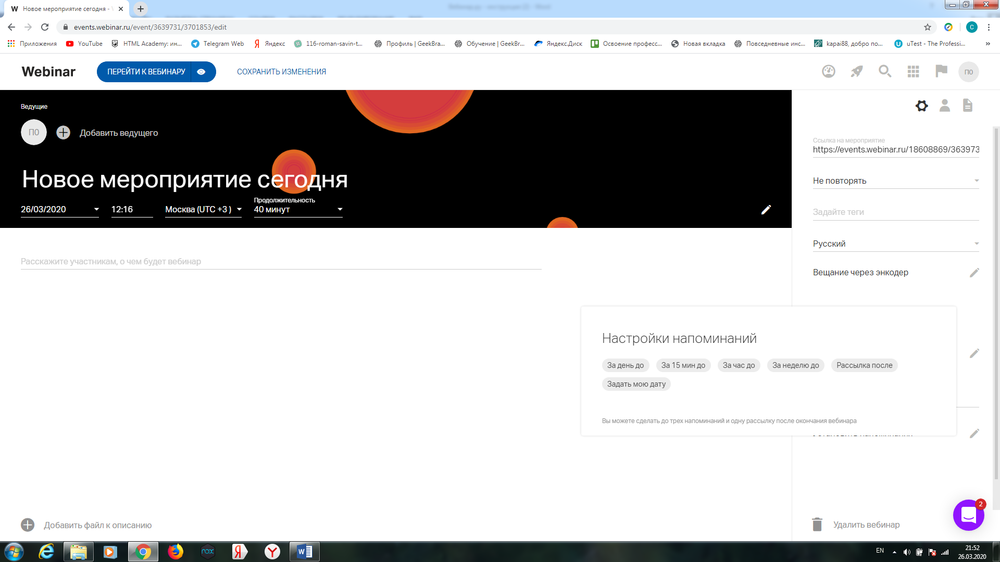 Новое мероприятие сегодня -
events.webinar.ru/event/3639731/3701853/edit
Приложения YouTube HTML Academy: ин... Telegram Web Яндекс 116-roman-savin-t... Профиль | GeekBra... Обучение | GeekBr... Яндекс.Диск Освоение професс... Новая вкладка Повседневные инс... kapai88, добро по... uTest - The Professi... »
Webinar ПЕРЕЙТИ К ВЕБИНАРУ СОХРАНИТЬ ИЗМЕНЕНИЯ П0
Ведущие
П0 Добавить ведущего
Новое мероприятие сегодня
Продолжительность
26/03/2020 12:16 Москва (UTC +3 ) 40 минут
Расскажите участникам, о чем будет вебинар
Ссылка на мероприятие
https://events.webinar.ru/18608869/363973
Не повторять
Задайте теги
Русский
Вещание через энкодер
Настройки напоминаний
За день до За 15 мин до За час до За неделю до Рассылка после
Задать мою дату
Вы можете сделать до трех напоминаний и одну рассылку после окончания вебинара
2
Добавить файл к описанию
Удалить вебинар
EN 21:52
26.03.2020